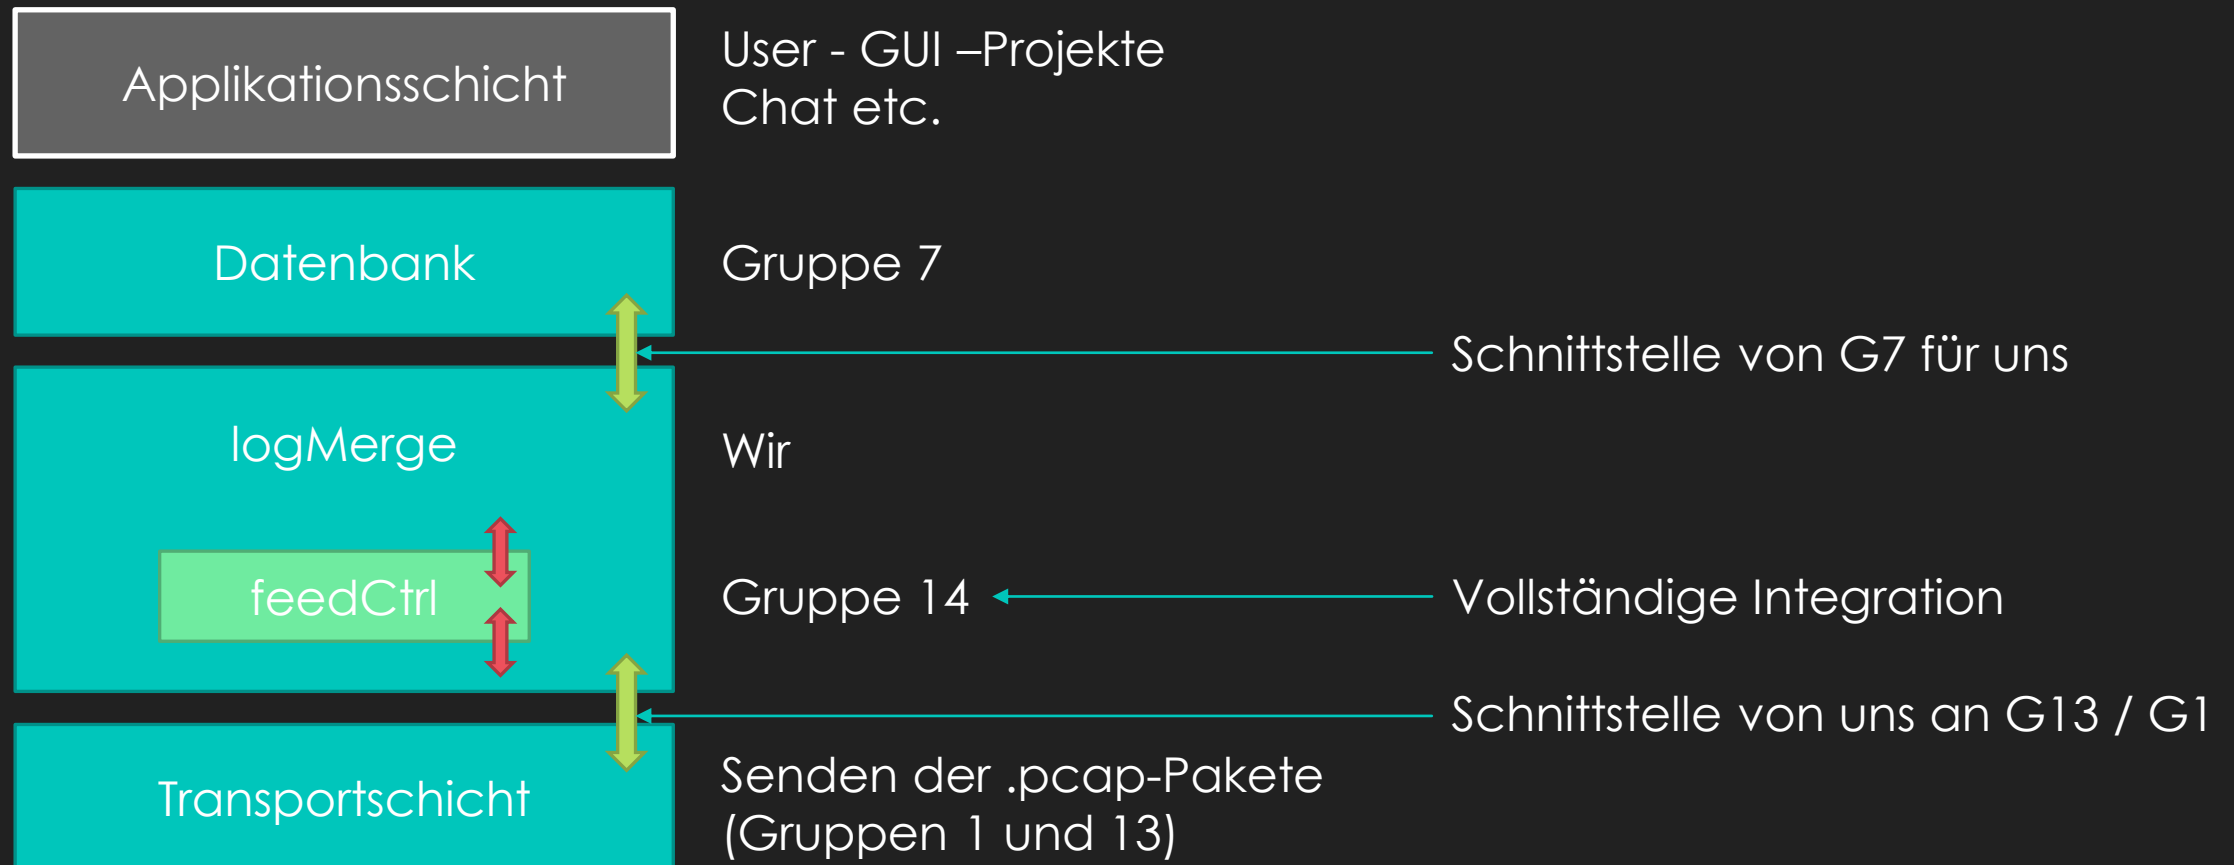 Applikationsschicht
User - GUI –Projekte
Chat etc.
Datenbank
Gruppe 7
Schnittstelle von G7 für uns
logMerge
Wir
feedCtrl
Gruppe 14
Vollständige Integration
Schnittstelle von uns an G13 / G1
Transportschicht
Senden der .pcap-Pakete
(Gruppen 1 und 13)